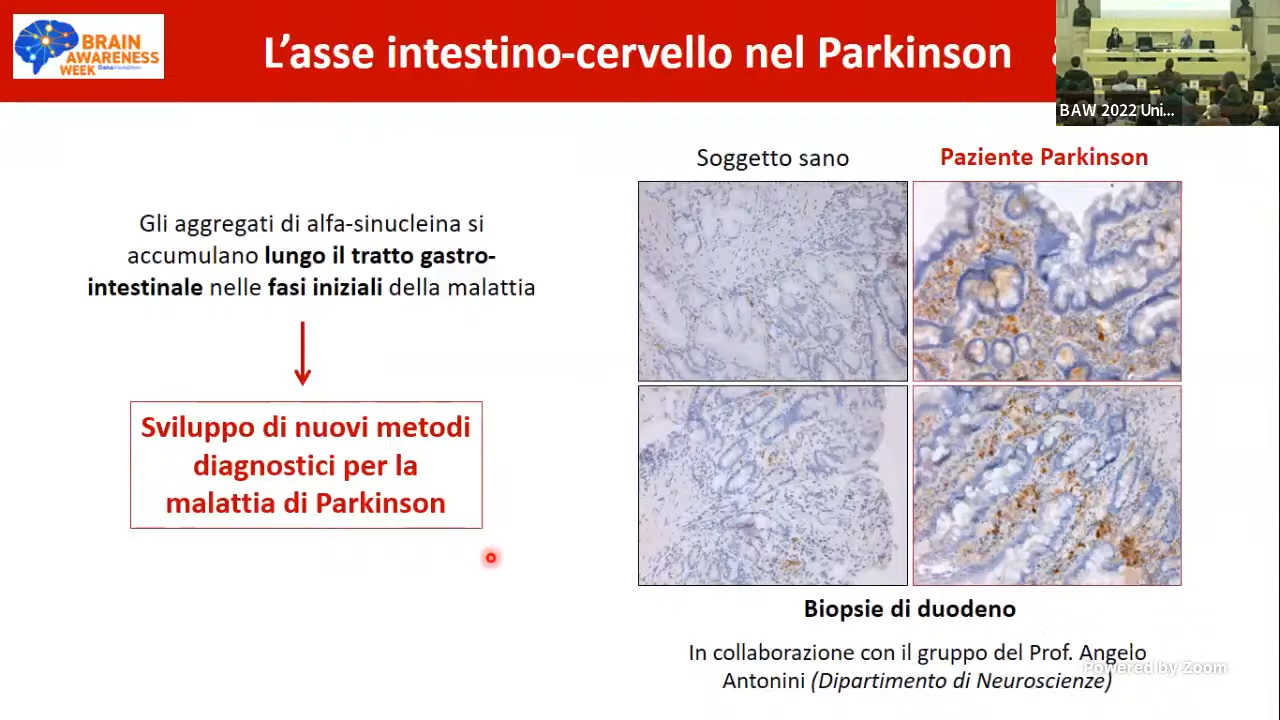 BRAIN
AWARENESS
WEEK
L'asse intestino-cervello nel Parkinson
BAW 2022 Uni...
Soggetto sano
Paziente Parkinson
Gli aggregati di alfa-sinucleina si
accumulano lungo il tratto gastro-
intestinale nelle fasi iniziali della malattia
Sviluppo di nuovi metodi
diagnostici per la
malattia di Parkinson
Biopsie di duodeno
In collaborazione con il gruppo del Prof. Angelo
Antonini (Dipartimento di Neuroscienze)
Powered by Zoom